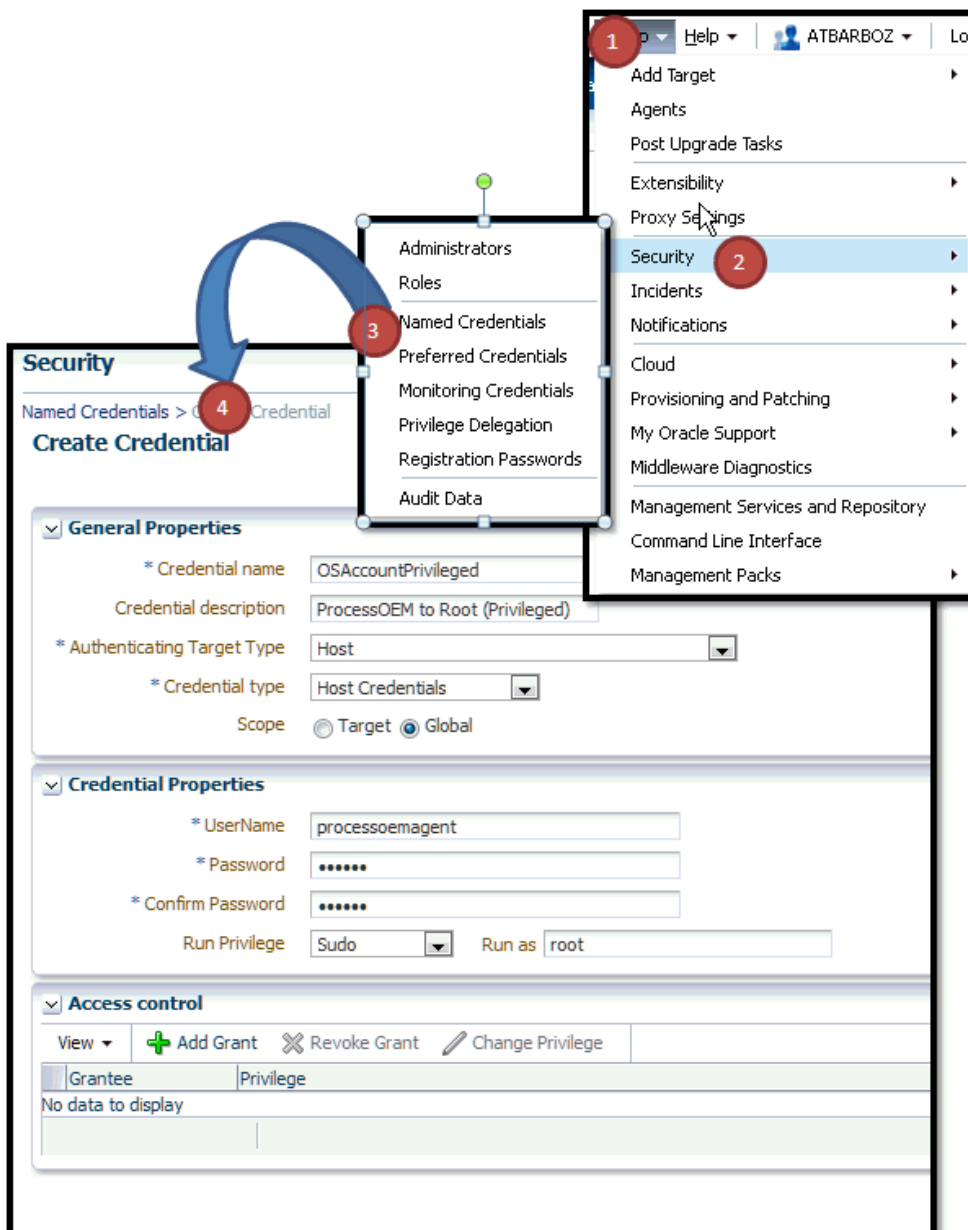 1
Help
ATBARBOZ
Add Target
Agents
Post Upgrade Tasks
Extensibility
Proxy Settings
Security 2
Incidents
Notifications
Cloud
Provisioning and Patching
My Oracle Support
Middleware Diagnostics
Management Services and Repository
Command Line Interface
Management Packs
Administrators
Roles
3 Named Credentials
Preferred Credentials
Monitoring Credentials
Privilege Delegation
Registration Passwords
Audit Data
Security
Named Credentials > 4 Credential
Create Credential
General Properties
* Credential name OSAccountPrivileged
Credential description ProcessOEM to Root (Privileged)
* Authenticating Target Type Host
* Credential type Host Credentials
Scope Target Global
Credential Properties
* UserName processoemagent
* Password ••••••
* Confirm Password ••••••
Run Privilege Sudo Run as root
Access control
View Add Grant Revoke Grant Change Privilege
Grantee Privilege
No data to display